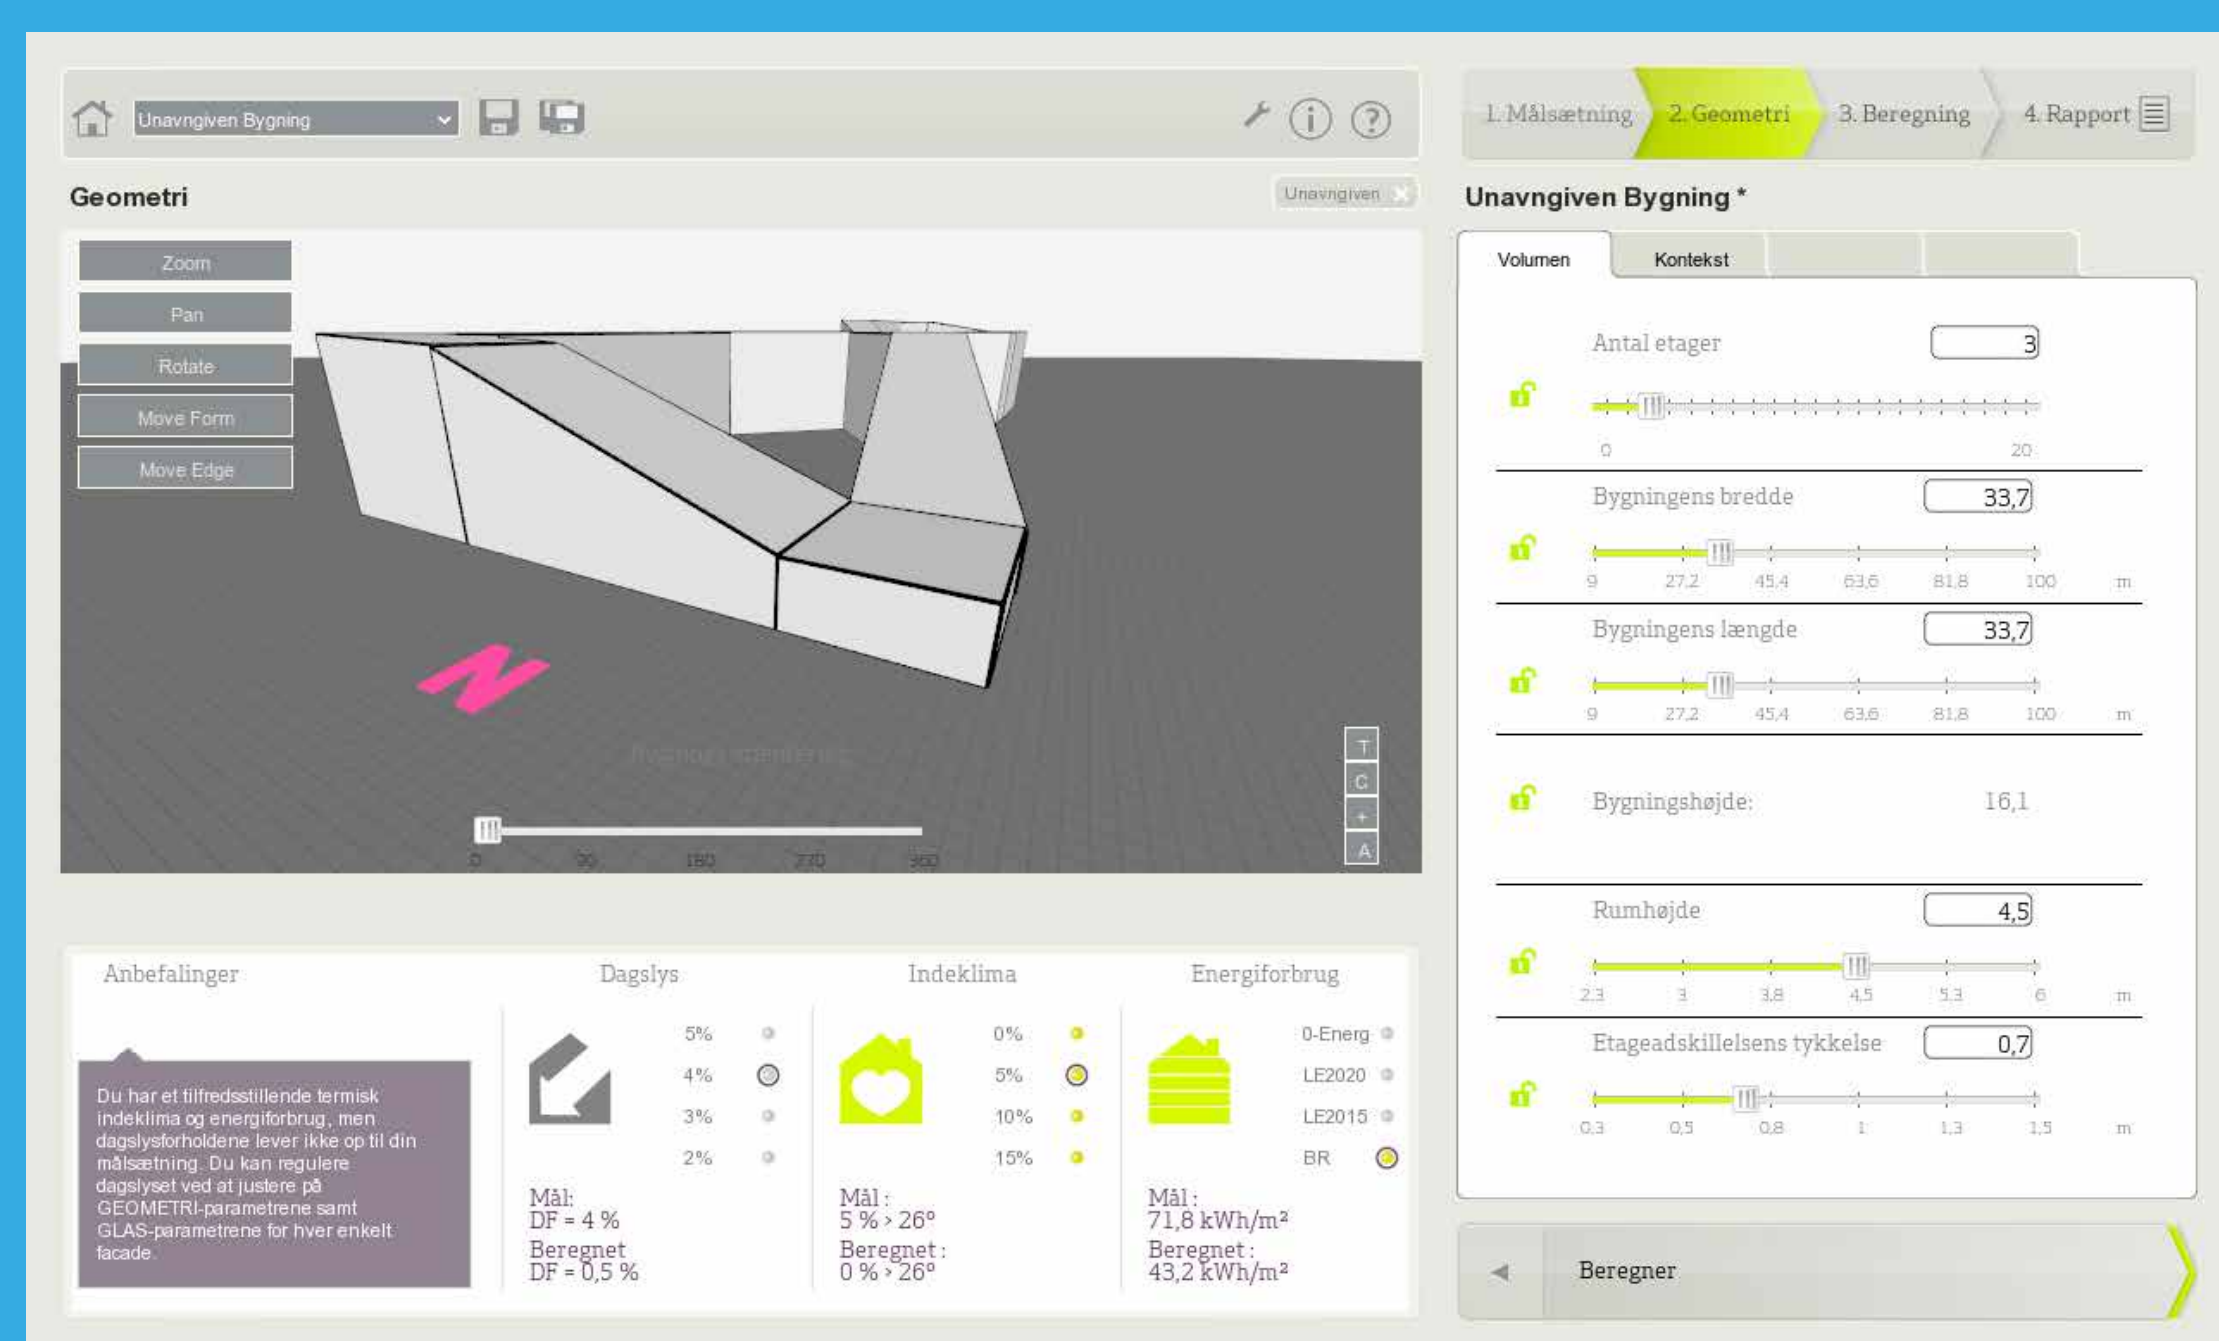 Unavngiven Bygning
1. Målsætning
2. Geometri
3. Beregning
4. Rapport
Geometri
Unavngiven
Unavngiven Bygning *
Zoom
Pan
Rotate
Move Form
Move Edge
N
0 90 180 270 360
T
C
+
A
Volumen
Kontekst
Antal etager 3
0 20
Bygningens bredde 33,7
9 27,2 45,4 63,6 81,8 100 m
Bygningens længde 33,7
9 27,2 45,4 63,6 81,8 100 m
Bygningshøjde: 16,1
Rumhøjde 4,5
2,3 3 3,8 4,5 5,3 6 m
Etageadskillelsens tykkelse 0,7
0,3 0,5 0,8 1 1,3 1,5 m
Beregner
Anbefalinger
Du har et tilfredsstillende termisk
indeklima og energiforbrug, men
dagslysforholdene lever ikke op til din
målsætning. Du kan regulere
dagslyset ved at justere på
GEOMETRI-parametrene samt
GLAS-parametrene for hver enkelt
facade.
Dagslys
5%
4%
3%
2%
Mål:
DF = 4 %
Beregnet
DF = 0,5 %
Indeklima
0%
5%
10%
15%
Mål :
5 % > 26º
Beregnet :
0 % > 26º
Energiforbrug
0-Energ
LE2020
LE2015
BR
Mål :
71,8 kWh/m²
Beregnet :
43,2 kWh/m²